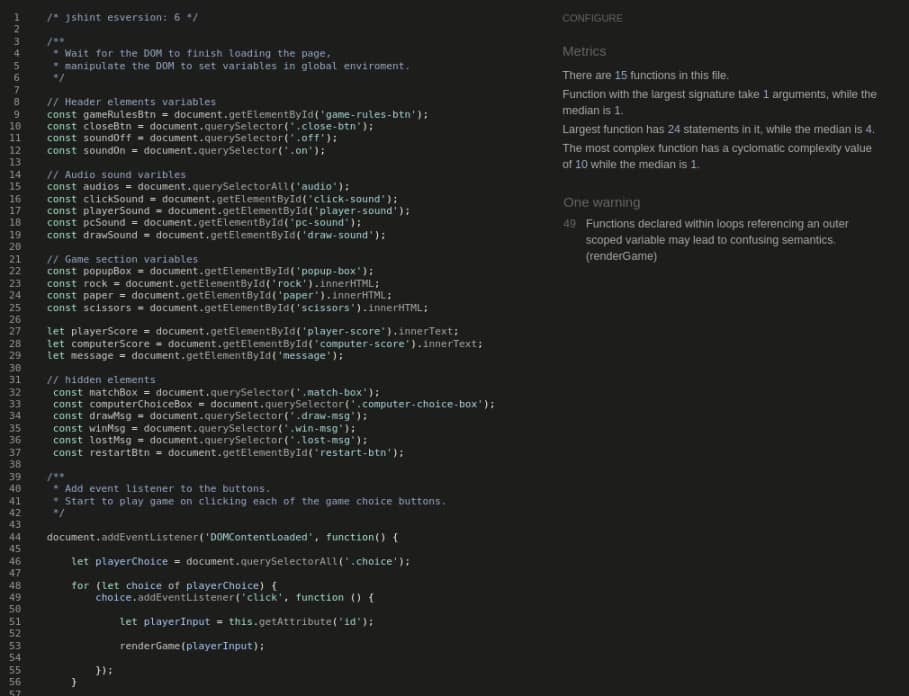 1 /* jshint esversion: 6 */
2
3 /**
4 * Wait for the DOM to finish loading the page,
5 * manipulate the DOM to set variables in global enviroment.
6 */
7
8 // Header elements variables
9 const gameRulesBtn = document.getElementById('game-rules-btn');
10 const closeBtn = document.querySelector('.close-btn');
11 const soundOff = document.querySelector('.off');
12 const soundOn = document.querySelector('.on');
13
14 // Audio sound varibles
15 const audios = document.querySelectorAll('audio');
16 const clickSound = document.getElementById('click-sound');
17 const playerSound = document.getElementById('player-sound');
18 const pcSound = document.getElementById('pc-sound');
19 const drawSound = document.getElementById('draw-sound');
20
21 // Game section variables
22 const popupBox = document.getElementById('popup-box');
23 const rock = document.getElementById('rock').innerHTML;
24 const paper = document.getElementById('paper').innerHTML;
25 const scissors = document.getElementById('scissors').innerHTML;
26
27 let playerScore = document.getElementById('player-score').innerText;
28 let computerScore = document.getElementById('computer-score').innerText;
29 let message = document.getElementById('message');
30
31 // hidden elements
32 const matchBox = document.querySelector('.match-box');
33 const computerChoiceBox = document.querySelector('.computer-choice-box');
34 const drawMsg = document.querySelector('.draw-msg');
35 const winMsg = document.querySelector('.win-msg');
36 const lostMsg = document.querySelector('.lost-msg');
37 const restartBtn = document.getElementById('restart-btn');
38
39 /**
40 * Add event listener to the buttons.
41 * Start to play game on clicking each of the game choice buttons.
42 */
43
44 document.addEventListener('DOMContentLoaded', function() {
45
46 let playerChoice = document.querySelectorAll('.choice');
47
48 for (let choice of playerChoice) {
49 choice.addEventListener('click', function () {
50
51 let playerInput = this.getAttribute('id');
52
53 renderGame(playerInput);
54
55 });
56 }
57
CONFIGURE
Metrics
There are 15 functions in this file.
Function with the largest signature take 1 arguments, while the
median is 1.
Largest function has 24 statements in it, while the median is 4.
The most complex function has a cyclomatic complexity value
of 10 while the median is 1.
One warning
49 Functions declared within loops referencing an outer
scoped variable may lead to confusing semantics.
(renderGame)